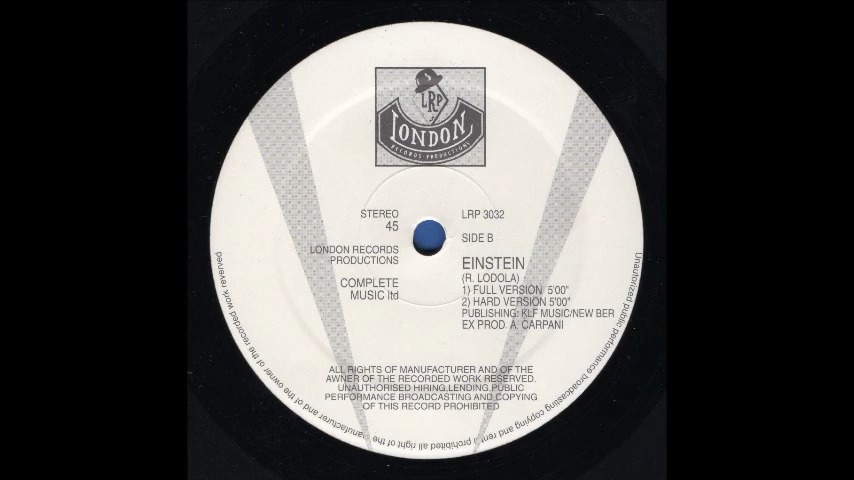 LRP
LONDON
RECORDS PRODUCTIONS
STEREO
45
LONDON RECORDS
PRODUCTIONS
COMPLETE
MUSIC ltd
LRP 3032
SIDE B
EINSTEIN
(R. LODOLA)
1) FULL VERSION 5'00"
2) HARD VERSION 5'00"
PUBLISHING: KLF MUSIC/NEW BER
EX PROD. A. CARPANI
ALL RIGHTS OF MANUFACTURER AND OF THE
AWNER OF THE RECORDED WORK RESERVED.
UNAUTHORISED HIRING,LENDING,PUBLIC
PERFORMANCE BROADCASTING AND,COPYING
OF THIS RECORD PROHIBITED
Unautorized public performance broadcasting copying and rent prohibited all right of the manufacturer and of the owner of the recorded work reserved